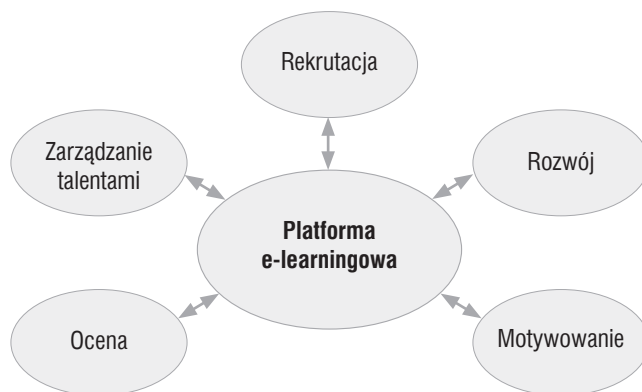 Rekrutacja
Zarządzanie
talentami
Rozwój
Platforma
e-learningowa
Ocena
Motywowanie